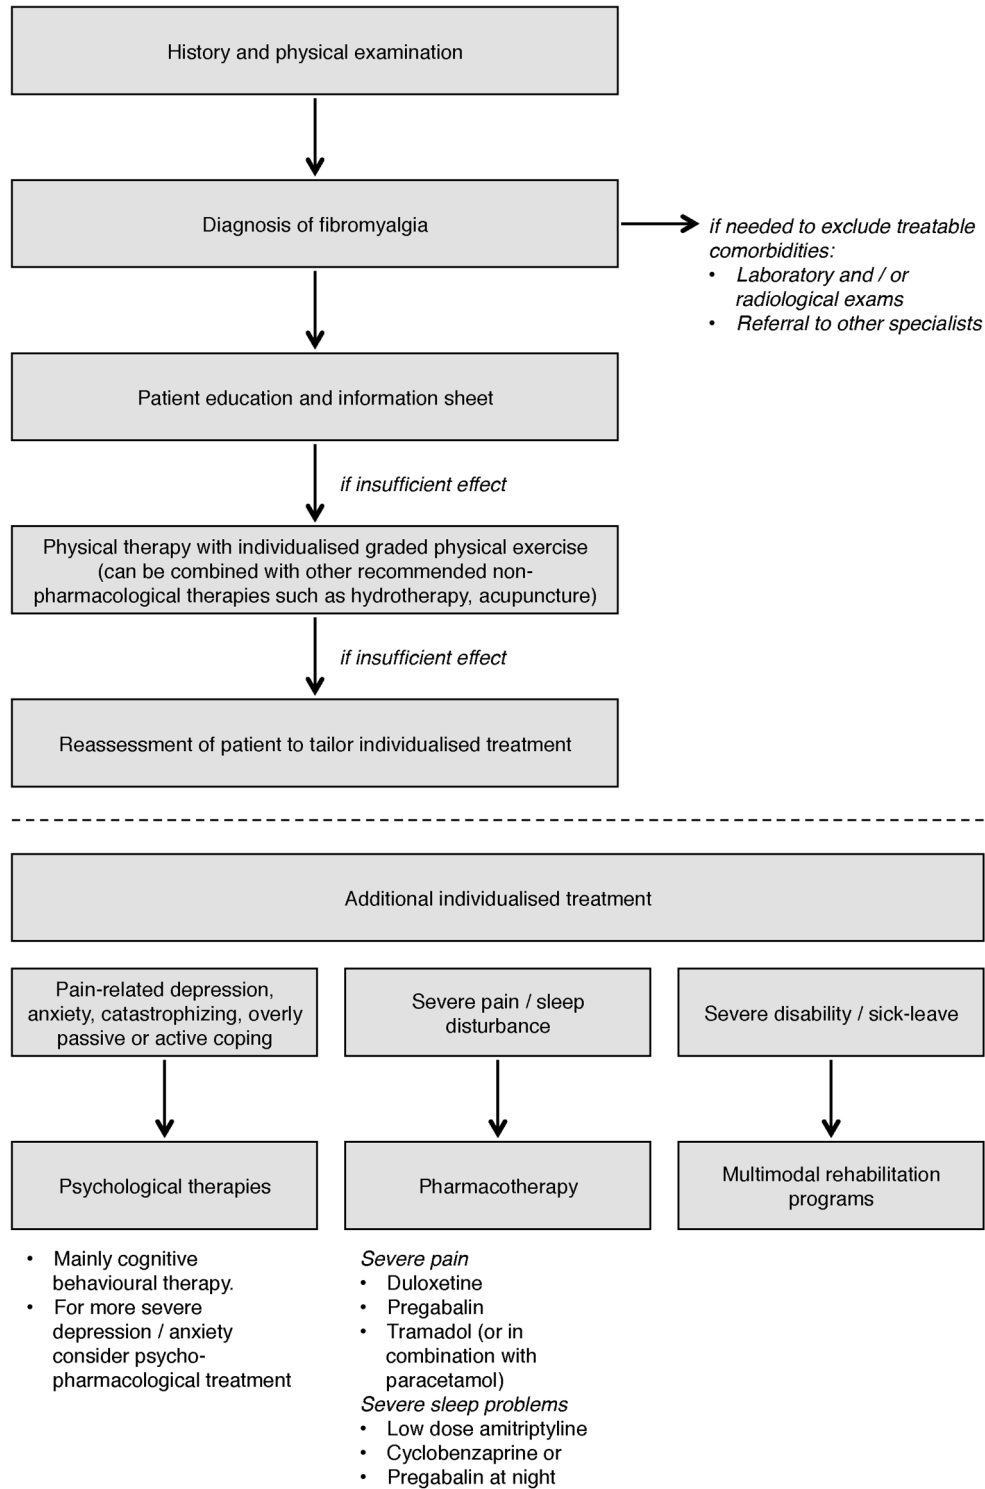 History and physical examination
Diagnosis of fibromyalgia
if needed to exclude treatable
comorbidities:
• Laboratory and / or
radiological exams
• Referral to other specialists
Patient education and information sheet
if insufficient effect
Physical therapy with individualised graded physical exercise
(can be combined with other recommended non-
pharmacological therapies such as hydrotherapy, acupuncture)
if insufficient effect
Reassessment of patient to tailor individualised treatment
Additional individualised treatment
Pain-related depression,
anxiety, catastrophizing, overly
passive or active coping
Severe pain / sleep
disturbance
Severe disability / sick-leave
Psychological therapies
Pharmacotherapy
Multimodal rehabilitation
programs
• Mainly cognitive
behavioural therapy.
• For more severe
depression / anxiety
consider psycho-
pharmacological treatment
Severe pain
• Duloxetine
• Pregabalin
• Tramadol (or in
combination with
paracetamol)
Severe sleep problems
• Low dose amitriptyline
• Cyclobenzaprine or
• Pregabalin at night